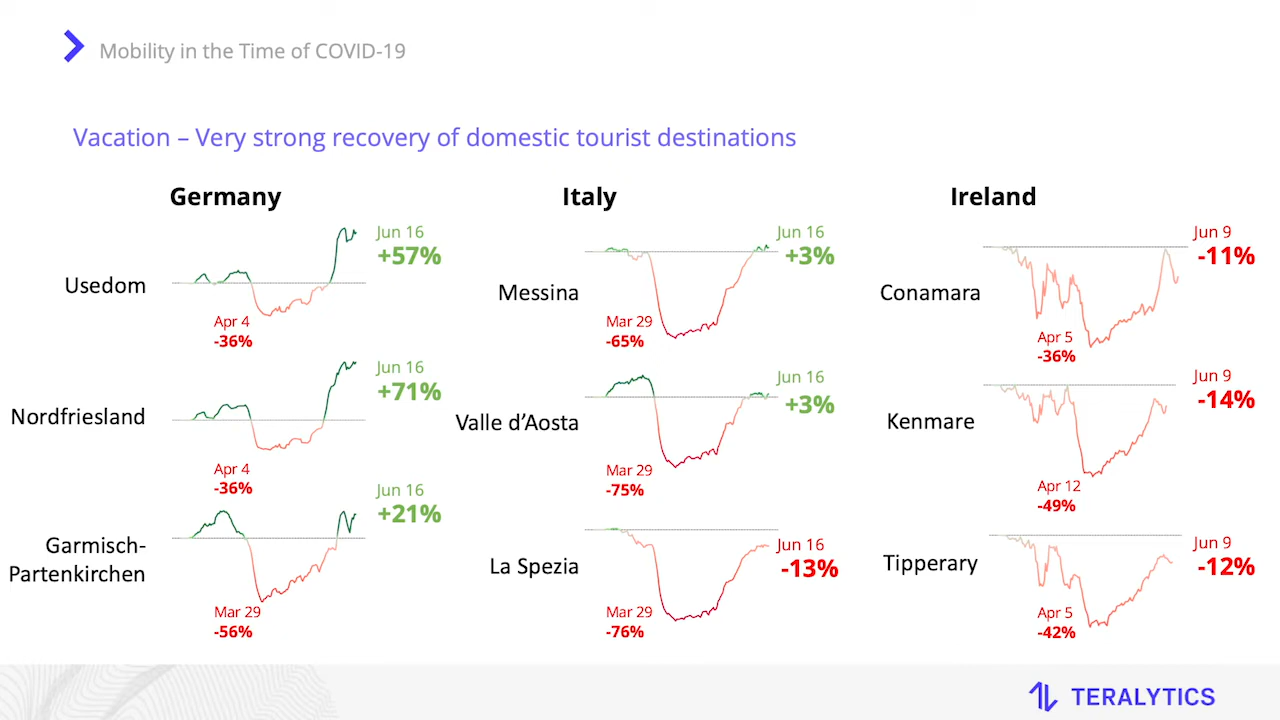 Mobility in the Time of COVID-19
Vacation – Very strong recovery of domestic tourist destinations
Germany
Usedom
Jun 16
+57%
Apr 4
-36%
Nordfriesland
Jun 16
+71%
Apr 4
-36%
Garmisch-
Partenkirchen
Jun 16
+21%
Mar 29
-56%
Italy
Messina
Jun 16
+3%
Mar 29
-65%
Valle d’Aosta
Jun 16
+3%
Mar 29
-75%
La Spezia
Jun 16
-13%
Mar 29
-76%
Ireland
Conamara
Jun 9
-11%
Apr 5
-36%
Kenmare
Jun 9
-14%
Apr 12
-49%
Tipperary
Jun 9
-12%
Apr 5
-42%
TERALYTICS